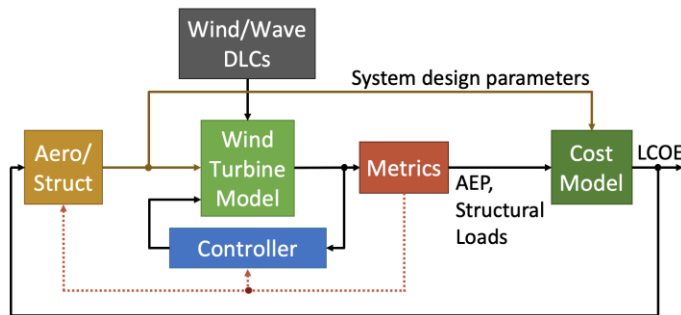 Wind/Wave
DLCs
System design parameters
Aero/
Struct
Wind
Turbine
Model
Metrics
AEP,
Structural
Loads
Cost
Model
LCOE
Controller